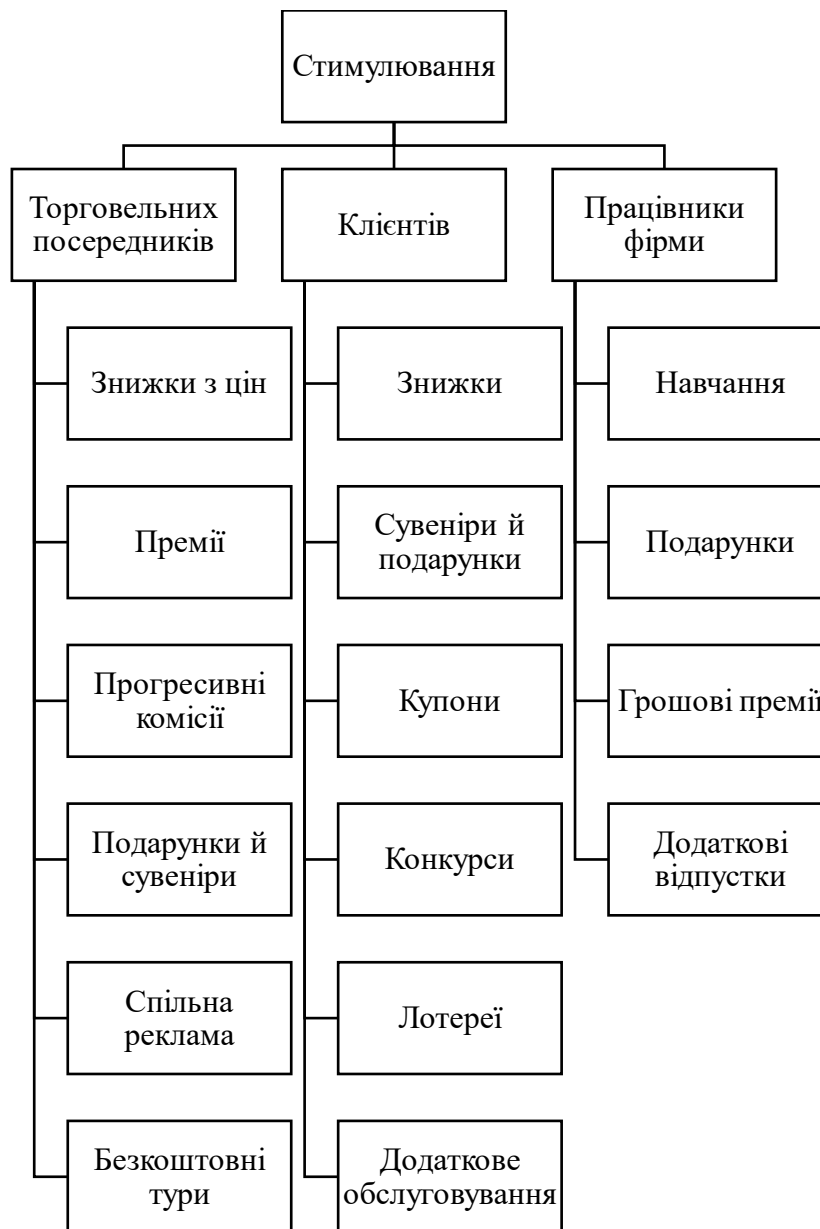 Стимулювання
Торговельних
посередників
Клієнтів
Працівники
фірми
Знижки з цін
Премії
Прогресивні
комісії
Подарунки й
сувеніри
Спільна
реклама
Безкоштовні
тури
Знижки
Сувеніри й
подарунки
Купони
Конкурси
Лотереї
Додаткове
обслуговування
Навчання
Подарунки
Грошові премії
Додаткові
відпустки